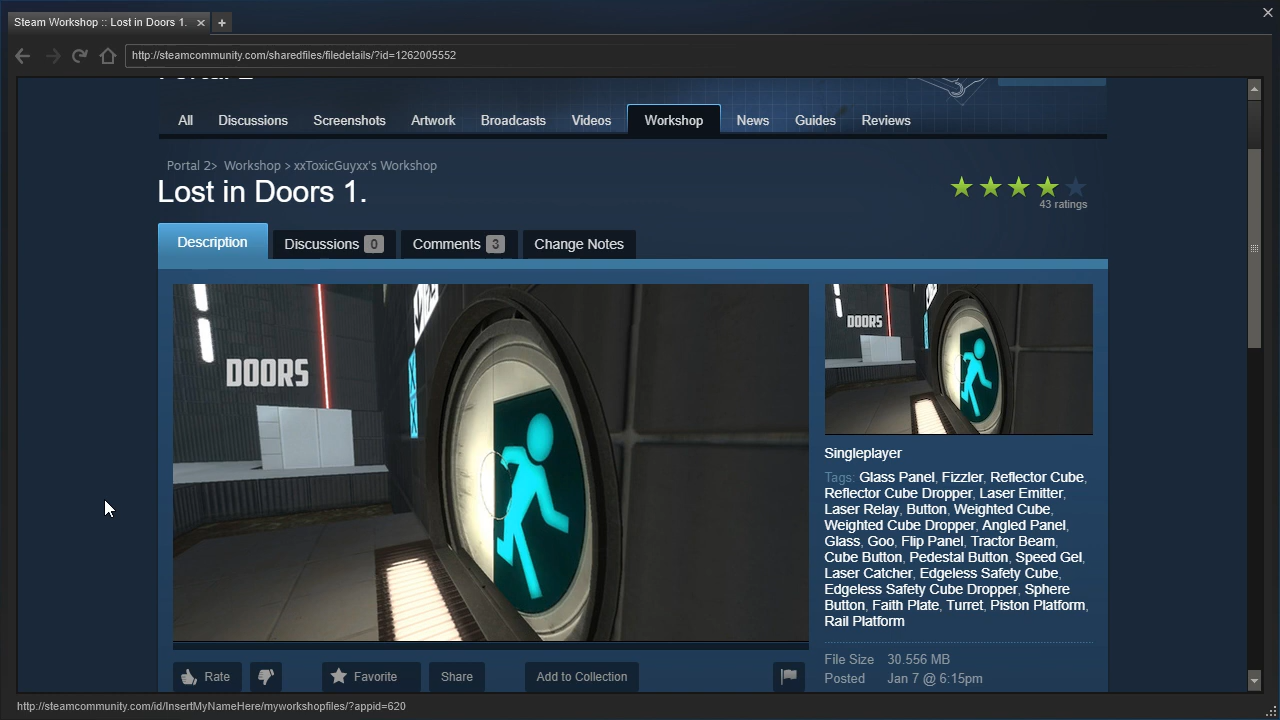 Steam Workshop :: Lost in Doors 1.
http://steamcommunity.com/sharedfiles/filedetails/?id=1262005552
All Discussions Screenshots Artwork Broadcasts Videos Workshop News Guides Reviews
Portal 2> Workshop > xxToxicGuyxx's Workshop
Lost in Doors 1.
43 ratings
Description Discussions 0 Comments 3 Change Notes
DOORS
DOORS
Singleplayer
Tags: Glass Panel, Fizzler, Reflector Cube,
Reflector Cube Dropper, Laser Emitter,
Laser Relay, Button, Weighted Cube,
Weighted Cube Dropper, Angled Panel,
Glass, Goo, Flip Panel, Tractor Beam,
Cube Button, Pedestal Button, Speed Gel,
Laser Catcher, Edgeless Safety Cube,
Edgeless Safety Cube Dropper, Sphere
Button, Faith Plate, Turret, Piston Platform,
Rail Platform
File Size 30.556 MB
Posted Jan 7 @ 6:15pm
Rate Favorite Share Add to Collection
http://steamcommunity.com/id/InsertMyNameHere/myworkshopfiles/?appid=620